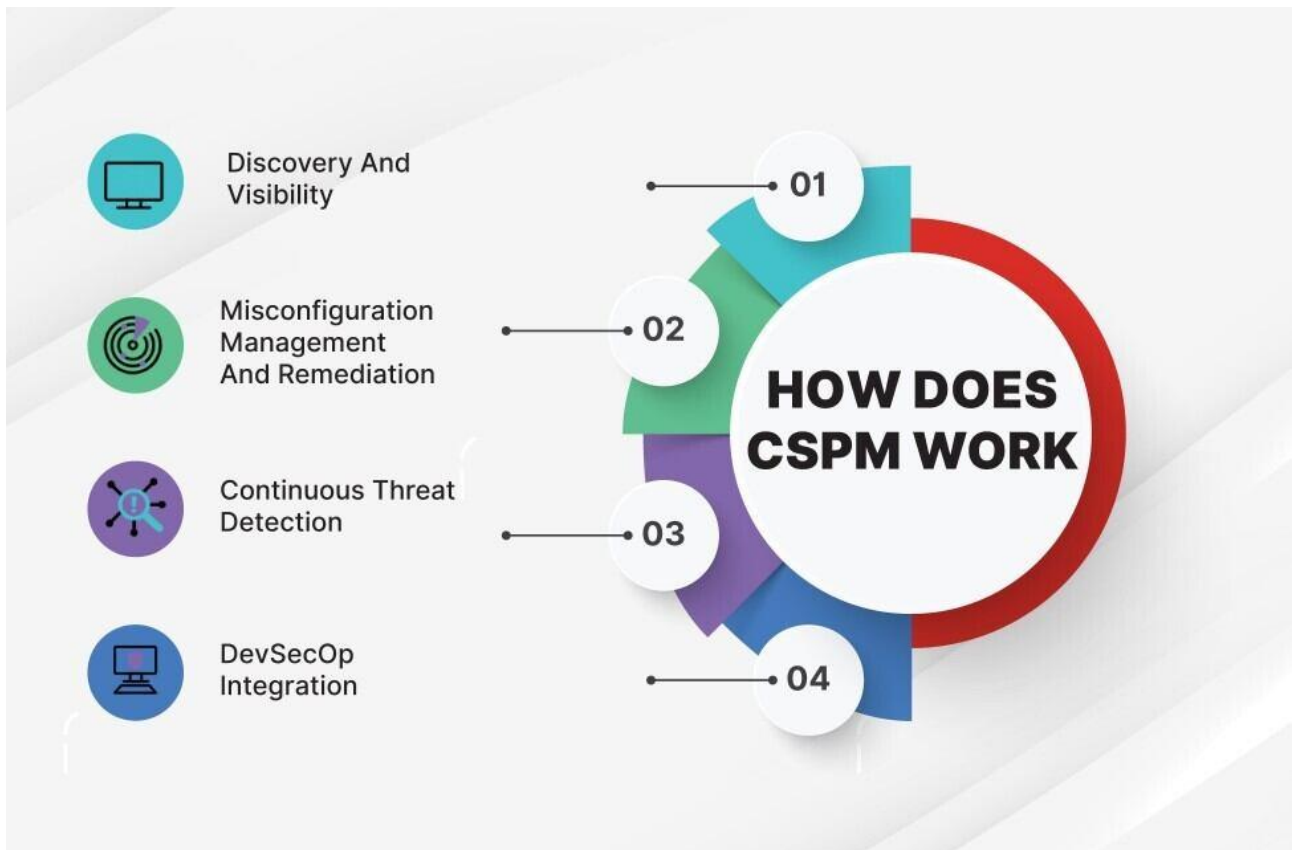 Discovery And
Visibility
01
Misconfiguration
Management
And Remediation
02
HOW DOES
CSPM WORK
Continuous Threat
Detection
03
DevSecOp
Integration
04